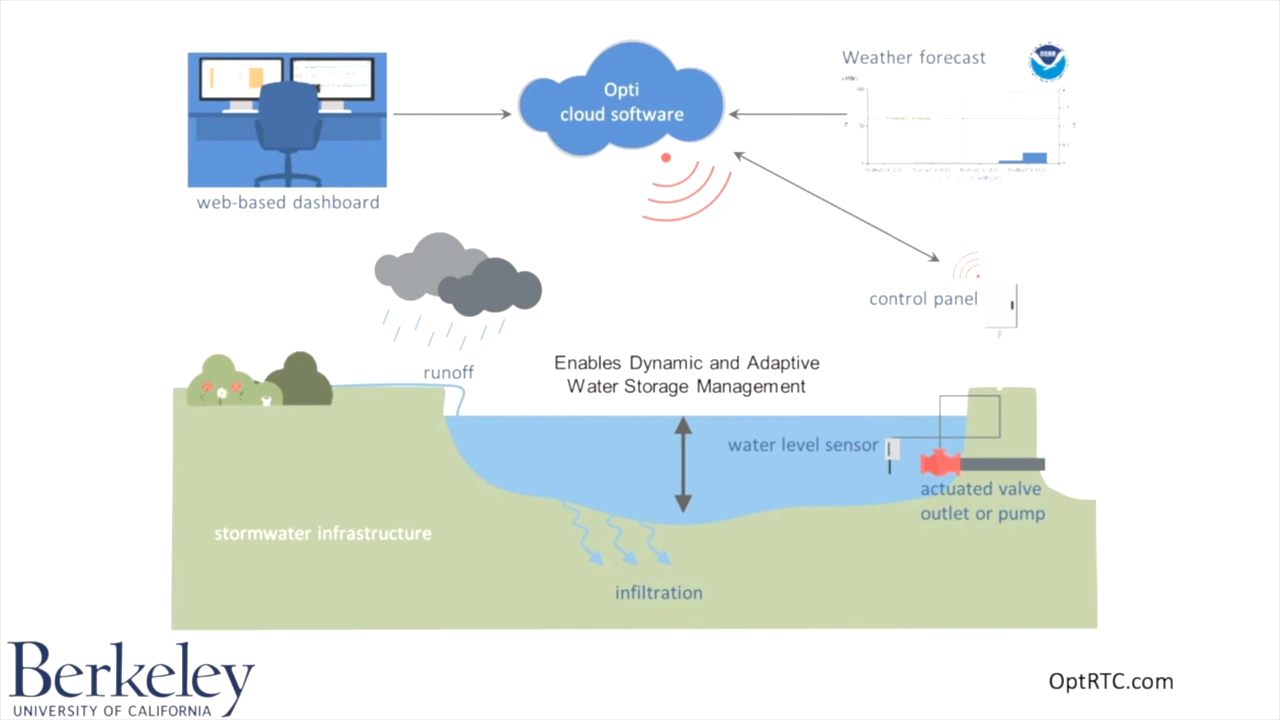 Weather forecast
Opti
cloud software
web-based dashboard
control panel
Enables Dynamic and Adaptive
Water Storage Management
runoff
water level sensor
actuated valve
outlet or pump
stormwater infrastructure
infiltration
Berkeley
UNIVERSITY OF CALIFORNIA
OptRTC.com